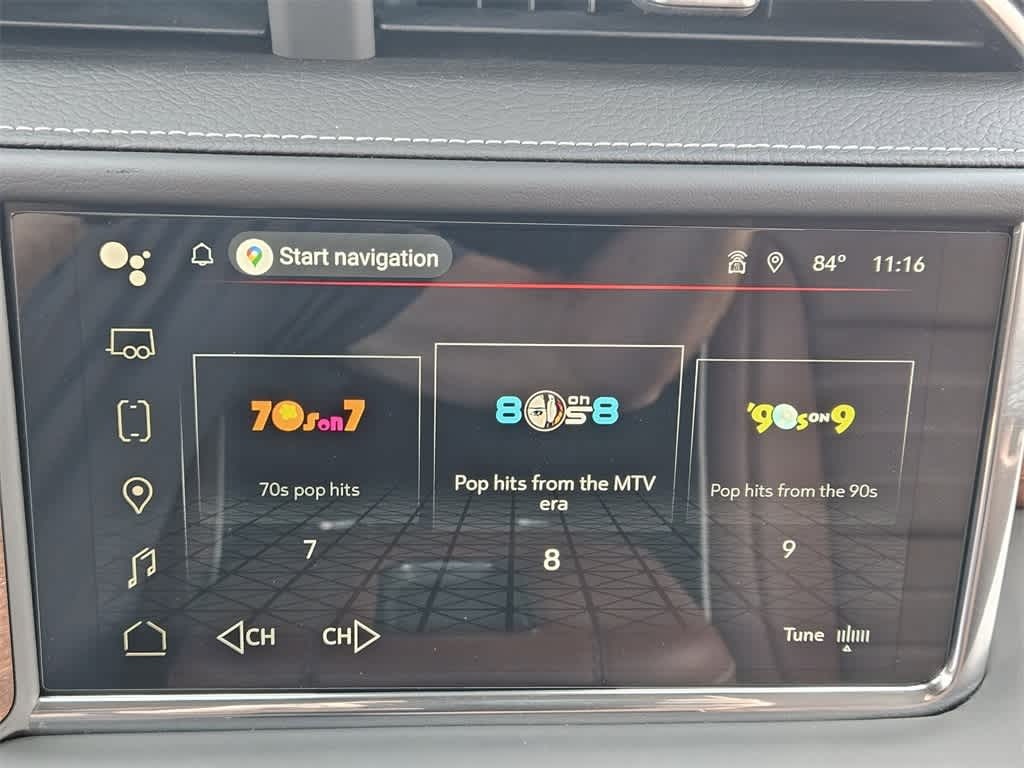 Start navigation
84° 11:16
70s on 7
80s on 8
'90s ON 9
70s pop hits
Pop hits from the MTV
era
Pop hits from the 90s
7
8
9
CH
CH
Tune